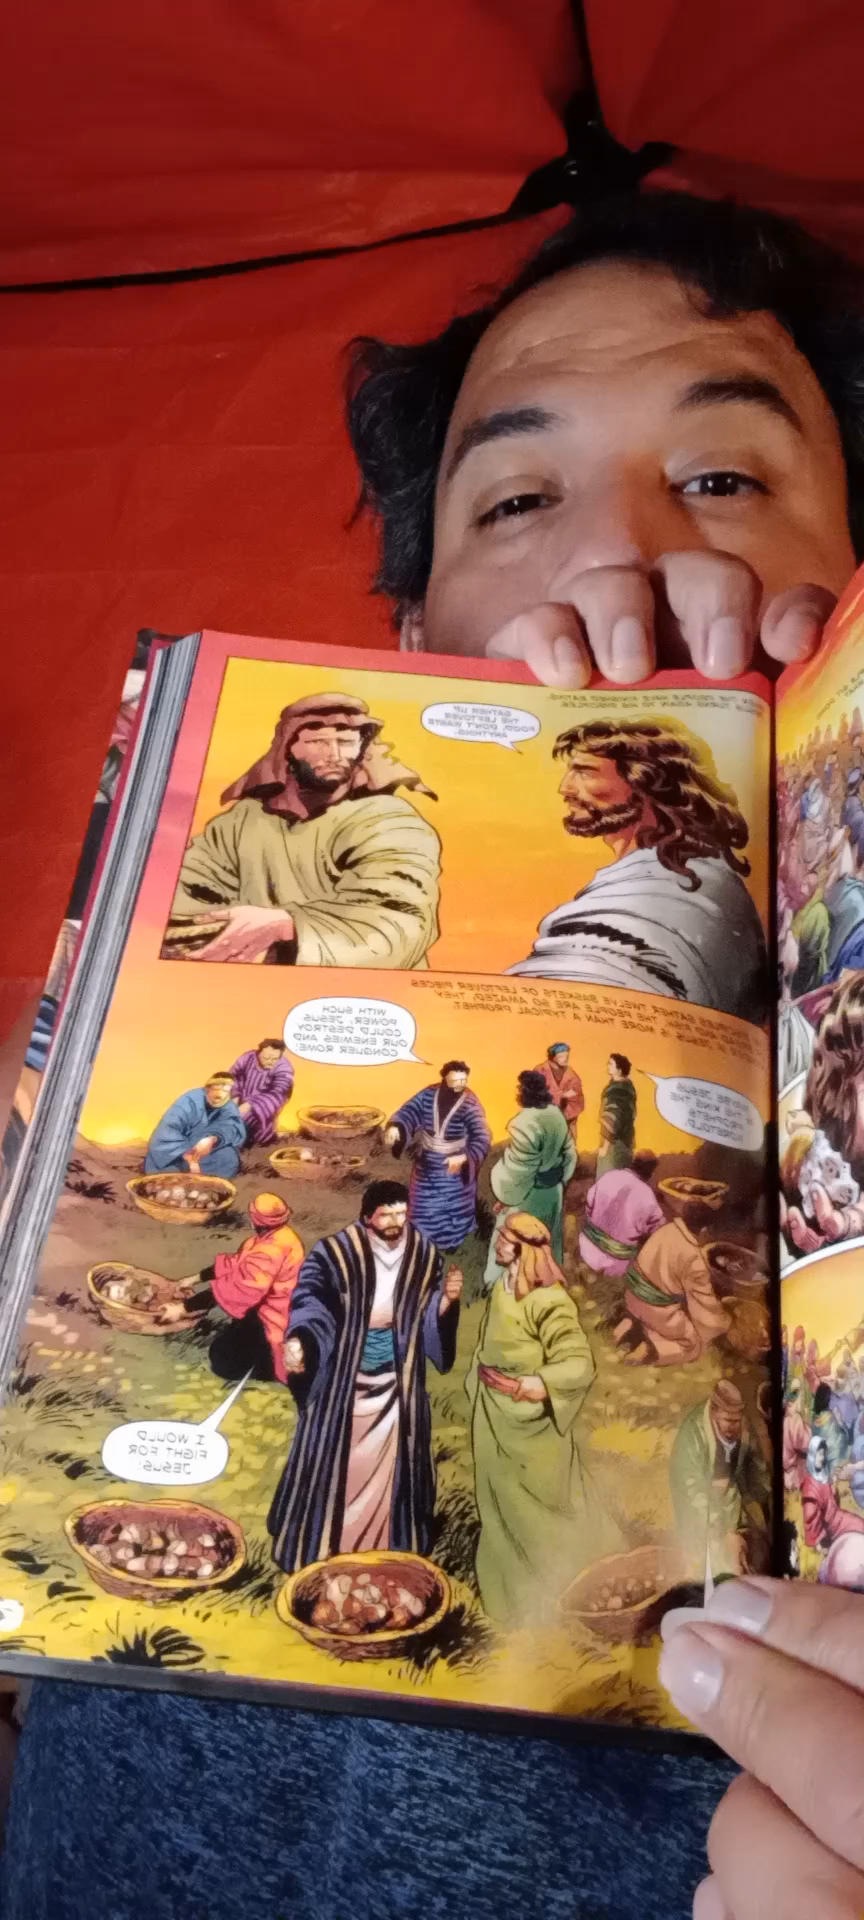 WHEN THE PEOPLE HAVE FINISHED EATING,
JESUS TURNS AGAIN TO HIS DISCIPLES.
GATHER UP
THE LEFTOVER
FOOD. DON'T WASTE
ANYTHING.
TWELVE BASKETS OF LEFTOVER PIECES
THE PEOPLE ARE SO AMAZED, THEY
JESUS IS MORE THAN A TYPICAL PROPHET.
MAYBE JESUS
IS THE KING THE
PROPHETS
FORETOLD.
WITH SUCH
POWER, JESUS
COULD DESTROY
OUR ENEMIES AND
CONQUER ROME!
I WOULD
FIGHT FOR
JESUS!